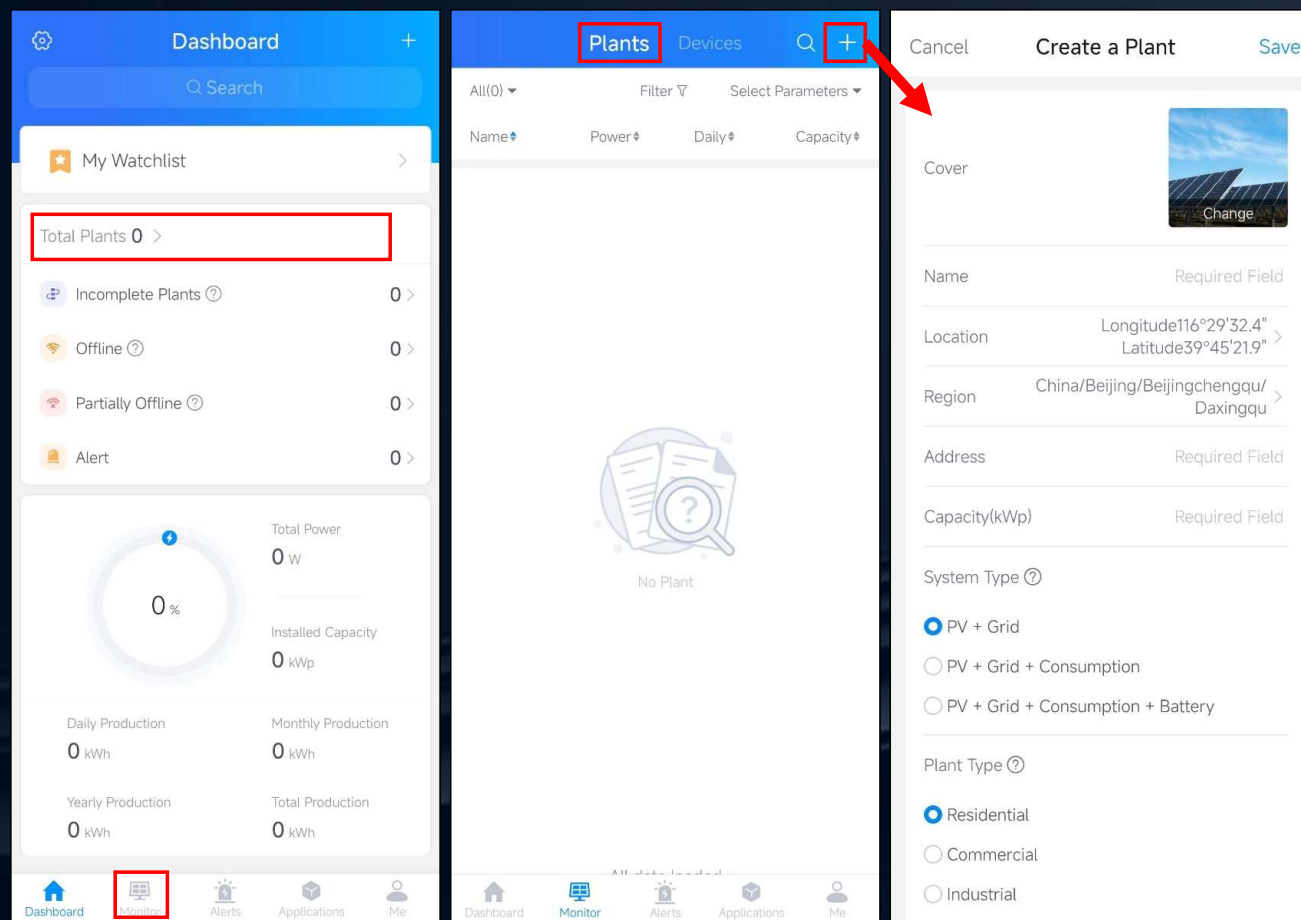 Dashboard
Search
My Watchlist
Total Plants 0
Incomplete Plants ?
0
Offline ?
0
Partially Offline ?
0
Alert
0
0 %
Total Power
0 W
Installed Capacity
0 kWp
Daily Production
0 kWh
Monthly Production
0 kWh
Yearly Production
0 kWh
Total Production
0 kWh
Dashboard
Monitor
Alerts
Applications
Me
Plants
Devices
All(0)
Filter
Select Parameters
Name
Power
Daily
Capacity
?
No Plant
All data loaded
Dashboard
Monitor
Alerts
Applications
Me
Cancel
Create a Plant
Save
Cover
Change
Name
Required Field
Location
Longitude116°29'32.4"
Latitude39°45'21.9"
Region
China/Beijing/Beijingchengqu/
Daxingqu
Address
Required Field
Capacity(kWp)
Required Field
System Type ?
PV + Grid
PV + Grid + Consumption
PV + Grid + Consumption + Battery
Plant Type ?
Residential
Commercial
Industrial